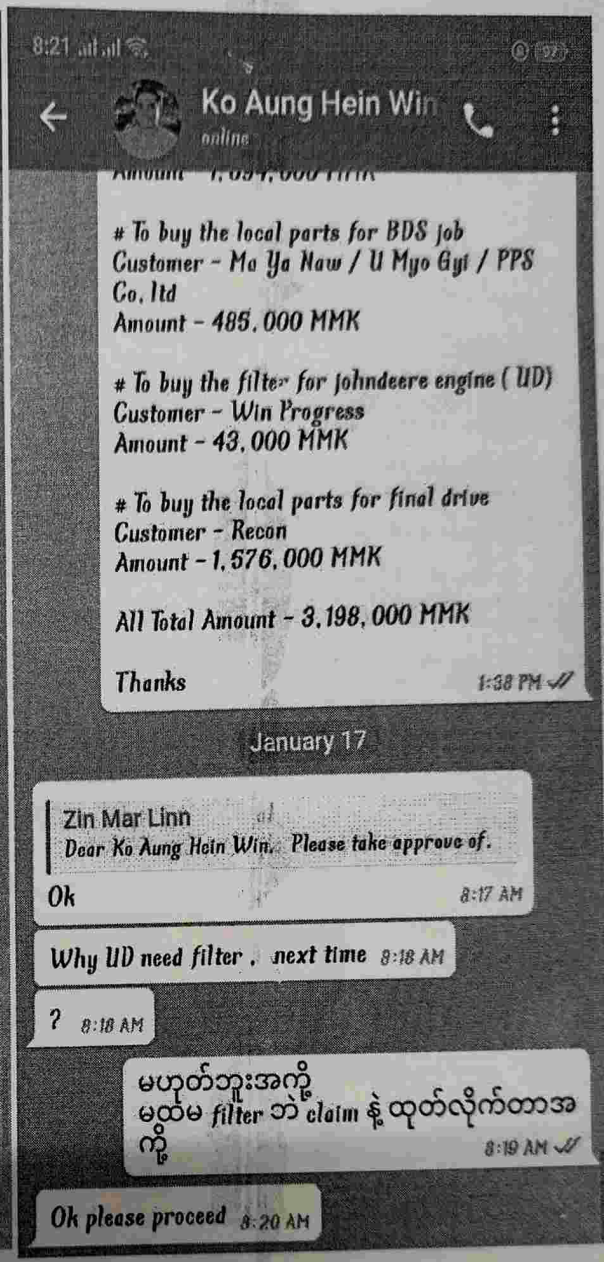 8:21
97
Ko Aung Hein Win
online
Amount - 1,094,000 MMK
# To buy the local parts for BDS job
Customer - Ma Ya Naw / U Myo Gyi / PPS
Co, ltd
Amount - 485,000 MMK
# To buy the filter for johndeere engine ( UD)
Customer - Win Progress
Amount - 43,000 MMK
# To buy the local parts for final drive
Customer - Recon
Amount - 1,576,000 MMK
All Total Amount - 3,198,000 MMK
Thanks
1:38 PM
January 17
Zin Mar Linn
Dear Ko Aung Hein Win, Please take approve of.
Ok
8:17 AM
Why UD need filter , next time 8:18 AM
? 8:18 AM
မဟုတ်ဘူးအကို့
မထမ filter ဘဲ claim နဲ့ ထုတ်လိုက်တာအ
ကို့
8:19 AM
Ok please proceed 8:20 AM